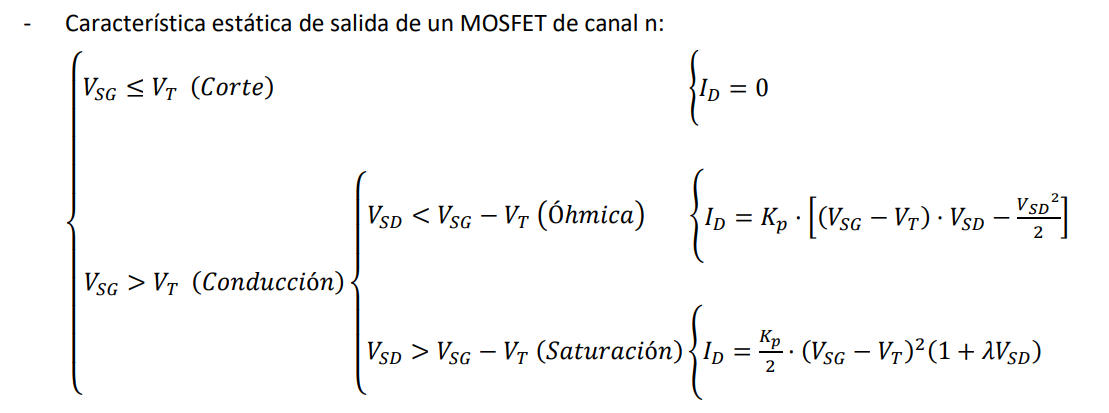 - Característica estática de salida de un MOSFET de canal n:
V_SG ≤ V_T (Corte) { I_D = 0
V_SD < V_SG − V_T (Óhmica) { I_D = K_p · [(V_SG − V_T) · V_SD − V_SD²/2]
V_SG > V_T (Conducción)
V_SD > V_SG − V_T (Saturación) { I_D = K_p/2 · (V_SG − V_T)²(1 + λV_SD)